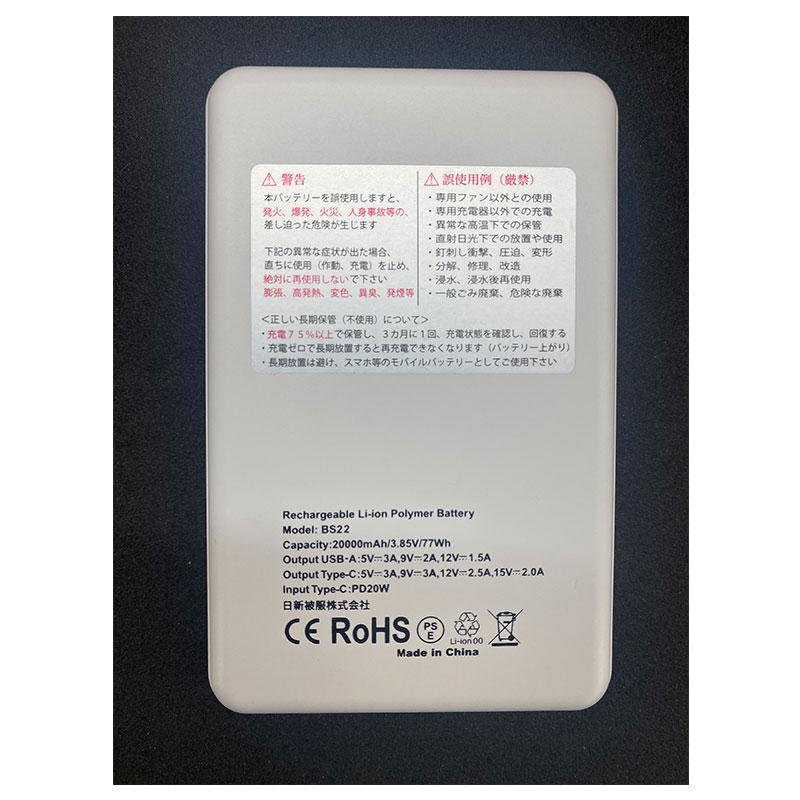 ⚠ 警告
本バッテリーを誤使用しますと、
発火、爆発、火災、人身事故等の、
差し迫った危険が生じます
下記の異常な症状が出た場合、
直ちに使用（作動、充電）を止め、
絶対に再使用しないで下さい
膨張、高発熱、変色、異臭、発煙等
⚠ 誤使用例（厳禁）
・専用ファン以外との使用
・専用充電器以外での充電
・異常な高温下での保管
・直射日光下での放置や使用
・釘刺し衝撃、圧迫、変形
・分解、修理、改造
・浸水、浸水後再使用
・一般ごみ廃棄、危険な廃棄
＜正しい長期保管（不使用）について＞
・充電７５％以上で保管し、３カ月に１回、充電状態を確認し、回復する
・充電ゼロで長期放置すると再充電できなくなります（バッテリー上がり）
・長期放置は避け、スマホ等のモバイルバッテリーとしてご使用下さい
Rechargeable Li-ion Polymer Battery
Model: BS22
Capacity:20000mAh/3.85V/77Wh
Output USB-A:5V⎓3A,9V⎓2A,12V⎓1.5A
Output Type-C:5V⎓3A,9V⎓3A,12V⎓2.5A,15V⎓2.0A
Input Type-C:PD20W
日新被服株式会社
CE RoHS PSE Li-ion 00
Made in China